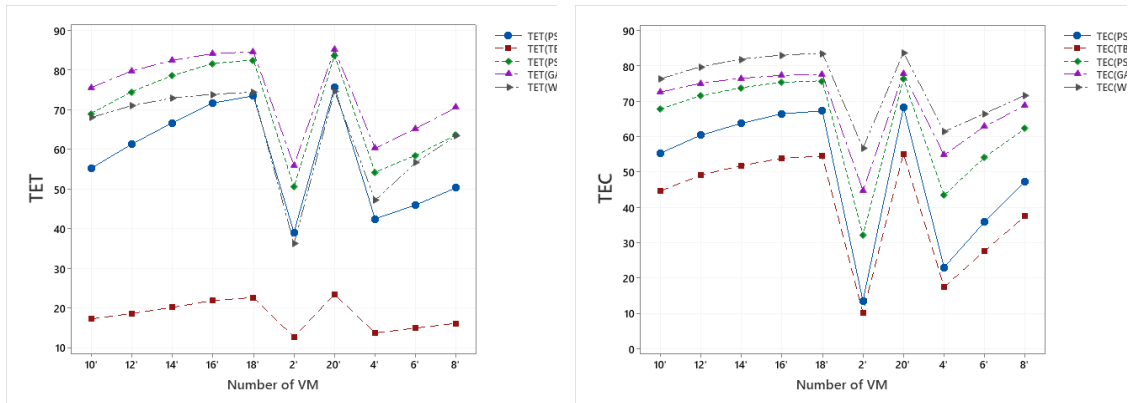 TET
90
80
70
60
50
40
30
20
10
10' 12' 14' 16' 18' 2' 20' 4' 6' 8'
Number of VM
TET(PS
TET(TB
TET(PS
TET(GA
TET(W
TEC
90
80
70
60
50
40
30
20
10
0
10' 12' 14' 16' 18' 2' 20' 4' 6' 8'
Number of VM
TEC(PS
TEC(TB
TEC(PS
TEC(GA
TEC(W